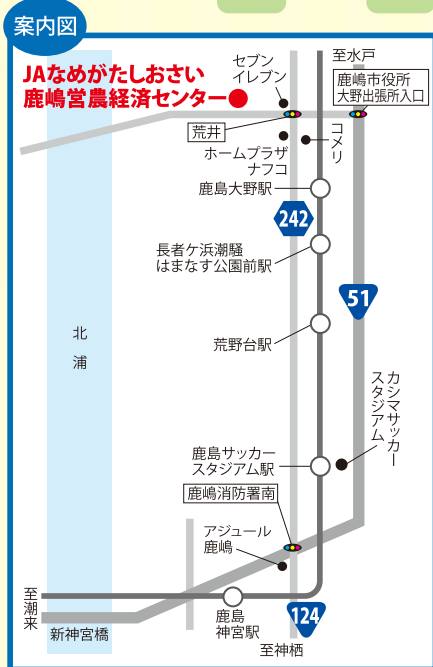 案内図
JAなめがたしおさい
鹿嶋営農経済センター
セブン
イレブン
至水戸
鹿嶋市役所
大野出張所入口
荒井
コメリ
ホームプラザ
ナフコ
鹿島大野駅
242
長者ケ浜潮騒
はまなす公園前駅
51
北浦
荒野台駅
カシマサッカー
スタジアム
鹿島サッカー
スタジアム駅
鹿嶋消防署南
アジュール
鹿嶋
至潮来
新神宮橋
鹿島
神宮駅
124
至神栖